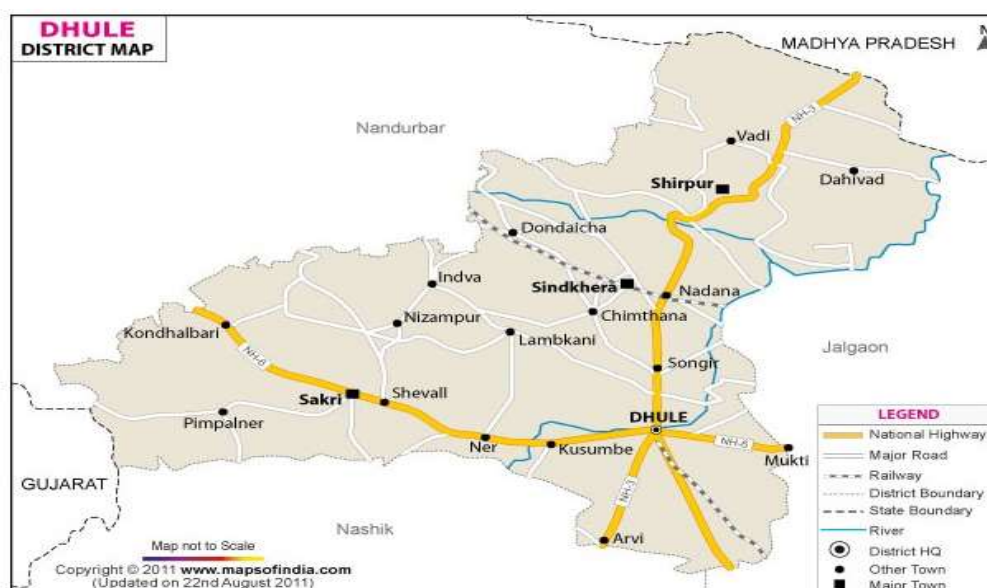 DHULE
DISTRICT MAP
N
MADHYA PRADESH
Nandurbar
NH-3
Vadi
Shirpur
Dahivad
Dondaicha
Indva
Sindkhera
Nadana
Chimthana
Kondhalbari
Nizampur
Lambkani
Jalgaon
NH-6
Songir
Sakri
Shevall
Pimpalner
DHULE
Ner
Kusumbe
NH-6
Mukti
GUJARAT
NH-3
Nashik
Arvi
LEGEND
National Highway
Major Road
Railway
District Boundary
State Boundary
River
District HQ
Other Town
Major Town
Map not to Scale
Copyright © 2011 www.mapsofindia.com
(Updated on 22nd August 2011)